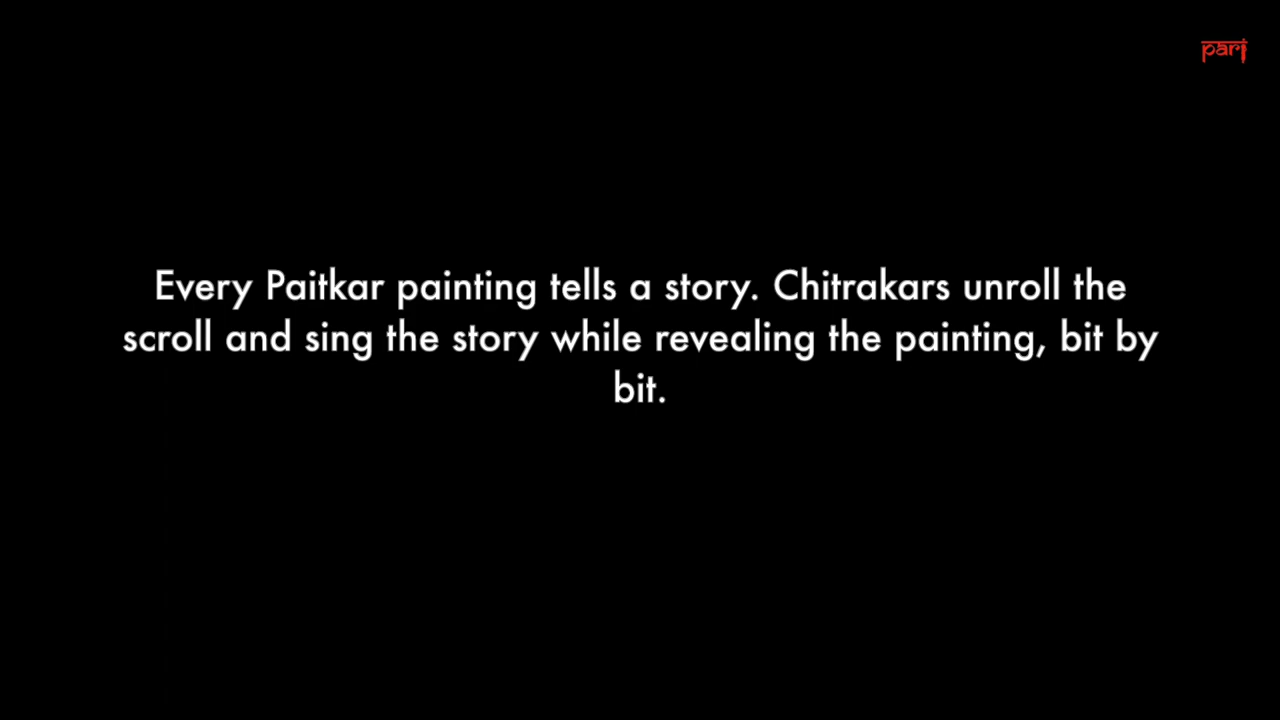 pari
Every Paitkar painting tells a story. Chitrakars unroll the
scroll and sing the story while revealing the painting, bit by
bit.